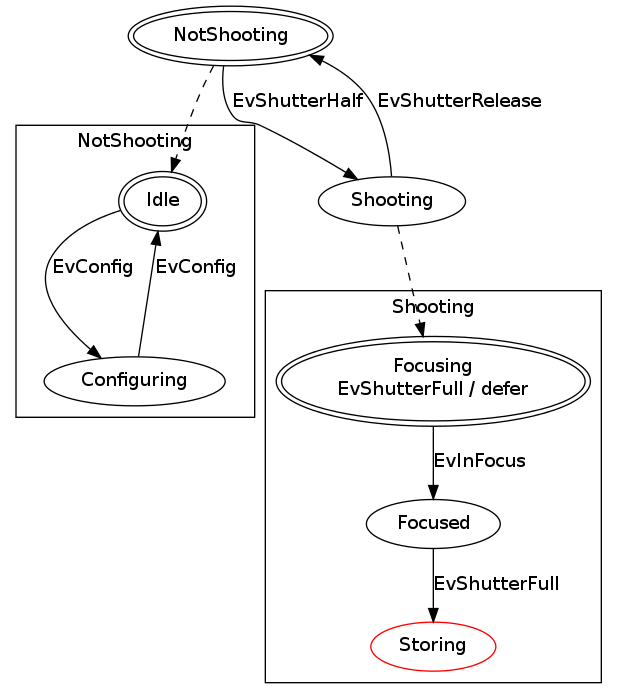 NotShooting
EvShutterHalf
EvShutterRelease
NotShooting
Idle
Shooting
EvConfig
EvConfig
Shooting
Configuring
Focusing
EvShutterFull / defer
EvInFocus
Focused
EvShutterFull
Storing